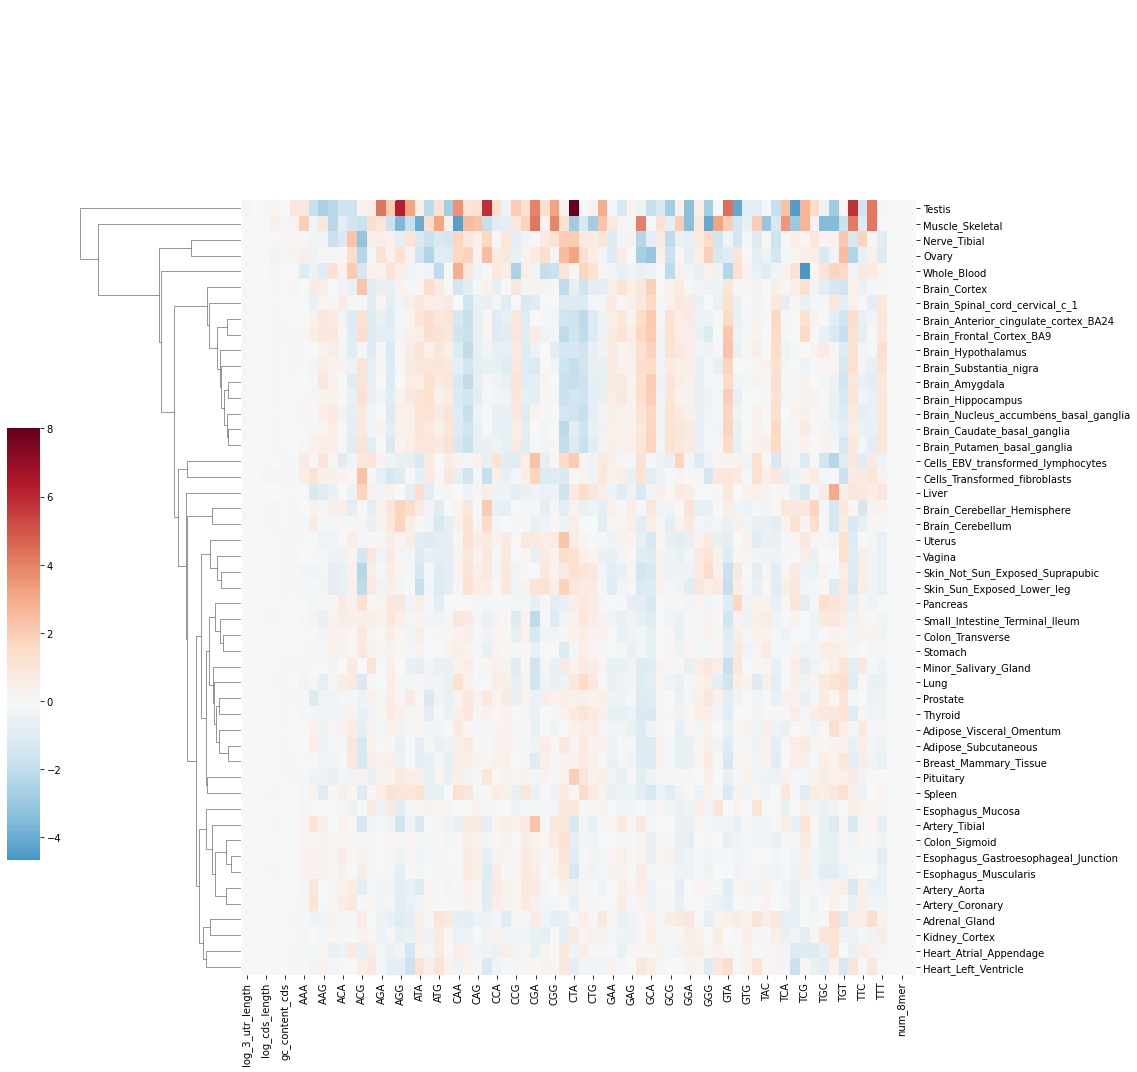 Testis
Muscle_Skeletal
Nerve_Tibial
Ovary
Whole_Blood
Brain_Cortex
Brain_Spinal_cord_cervical_c_1
Brain_Anterior_cingulate_cortex_BA24
Brain_Frontal_Cortex_BA9
Brain_Hypothalamus
Brain_Substantia_nigra
Brain_Amygdala
Brain_Hippocampus
Brain_Nucleus_accumbens_basal_ganglia
Brain_Caudate_basal_ganglia
Brain_Putamen_basal_ganglia
Cells_EBV_transformed_lymphocytes
Cells_Transformed_fibroblasts
Liver
Brain_Cerebellar_Hemisphere
Brain_Cerebellum
Uterus
Vagina
Skin_Not_Sun_Exposed_Suprapubic
Skin_Sun_Exposed_Lower_leg
Pancreas
Small_Intestine_Terminal_Ileum
Colon_Transverse
Stomach
Minor_Salivary_Gland
Lung
Prostate
Thyroid
Adipose_Visceral_Omentum
Adipose_Subcutaneous
Breast_Mammary_Tissue
Pituitary
Spleen
Esophagus_Mucosa
Artery_Tibial
Colon_Sigmoid
Esophagus_Gastroesophageal_Junction
Esophagus_Muscularis
Artery_Aorta
Artery_Coronary
Adrenal_Gland
Kidney_Cortex
Heart_Atrial_Appendage
Heart_Left_Ventricle
8
6
4
2
0
−2
−4
log_3_utr_length
log_cds_length
gc_content_cds
AAA
AAG
ACA
ACG
AGA
AGG
ATA
ATG
CAA
CAG
CCA
CCG
CGA
CGG
CTA
CTG
GAA
GAG
GCA
GCG
GGA
GGG
GTA
GTG
TAC
TCA
TCG
TGC
TGT
TTC
TTT
num_8mer